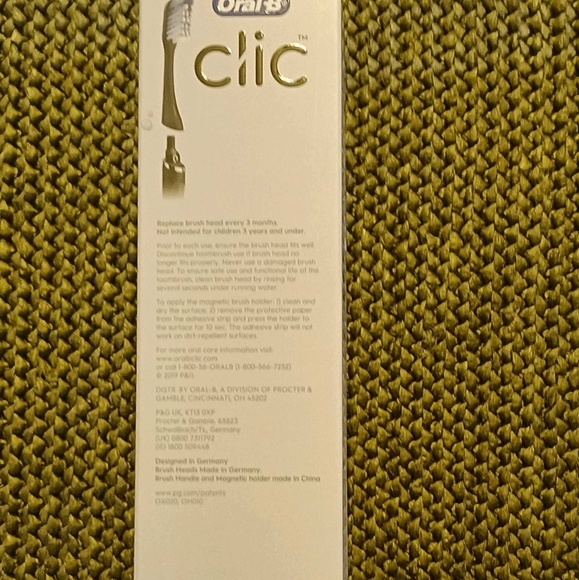 Oral-B
clic™
Replace brush head every 3 months.
Not intended for children 3 years and under.
Prior to each use, ensure the brush head fits well.
Discontinue toothbrush use if brush head no
longer fits properly. Never use a damaged brush
head. To ensure safe use and functional life of the
toothbrush, clean brush head by rinsing for
several seconds under running water.
To apply the magnetic brush holder: 1) clean and
dry the surface; 2) remove the protective paper
from the adhesive strip and press the holder to
the surface for 10 sec. The adhesive strip will not
work on dirt-repellent surfaces.
For more oral care information visit:
www.oralbclic.com
or call 1-800-56-ORALB (1-800-566-7252)
© 2019 P&G
DISTR. BY ORAL-B, A DIVISION OF PROCTER &
GAMBLE, CINCINNATI, OH 45202
P&G UK, KT13 0XP
Procter & Gamble, 65823
Schwalbach/Ts., Germany
(UK) 0800 7311792
(IE) 1800 509448
Designed in Germany
Brush Heads Made in Germany.
Brush Handle and Magnetic holder made in China
www.pg.com/patents